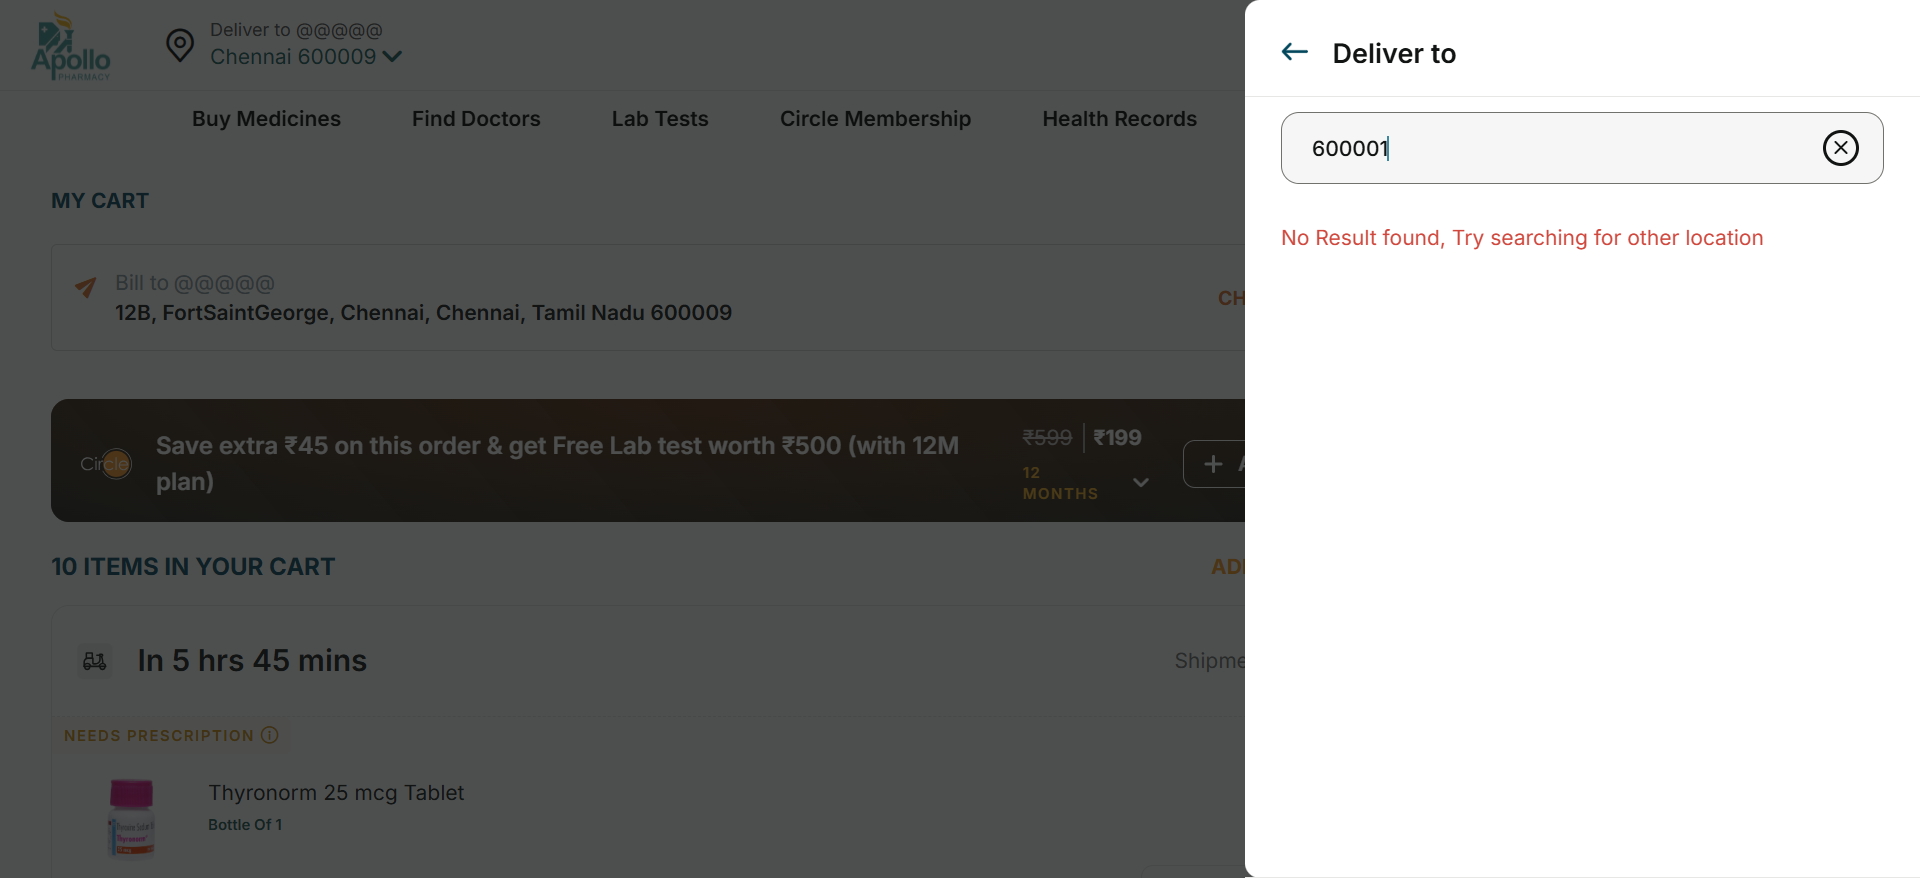 Apollo
PHARMACY
Deliver to @@@@@
Chennai 600009
Buy Medicines
Find Doctors
Lab Tests
Circle Membership
Health Records
MY CART
Bill to @@@@@
12B, FortSaintGeorge, Chennai, Chennai, Tamil Nadu 600009
CH
Circle
Save extra ₹45 on this order & get Free Lab test worth ₹500 (with 12M
plan)
₹599 ₹199
12
MONTHS
+ A
10 ITEMS IN YOUR CART
ADD
In 5 hrs 45 mins
Shipme
NEEDS PRESCRIPTION
Thyronorm 25 mcg Tablet
Bottle Of 1
Deliver to
600001
No Result found, Try searching for other location